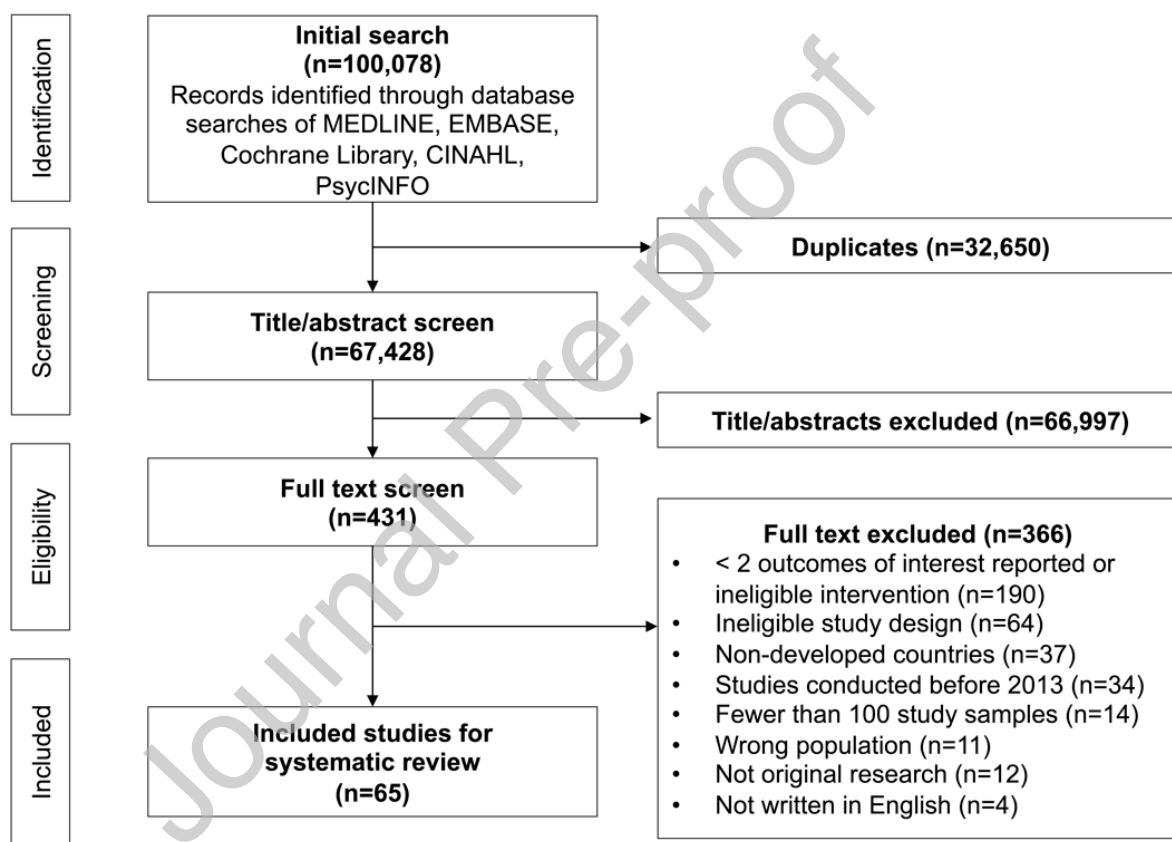 Identification
Initial search
(n=100,078)
Records identified through database
searches of MEDLINE, EMBASE,
Cochrane Library, CINAHL,
PsycINFO
Screening
Duplicates (n=32,650)
Title/abstract screen
(n=67,428)
Title/abstracts excluded (n=66,997)
Eligibility
Full text screen
(n=431)
Full text excluded (n=366)
• < 2 outcomes of interest reported or
ineligible intervention (n=190)
• Ineligible study design (n=64)
• Non-developed countries (n=37)
• Studies conducted before 2013 (n=34)
• Fewer than 100 study samples (n=14)
• Wrong population (n=11)
• Not original research (n=12)
• Not written in English (n=4)
Included
Included studies for
systematic review
(n=65)
Journal Pre-proof